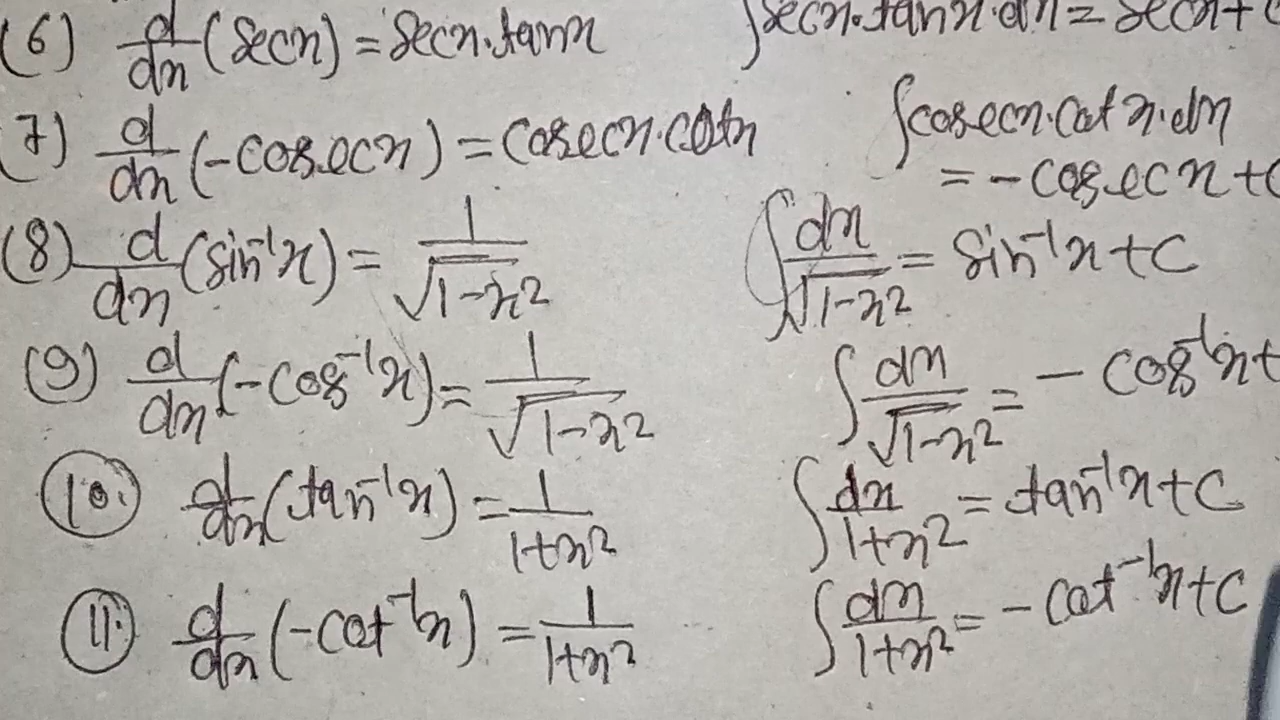 (6) d/dx (secx) = secx.tanx ∫secx.tanx.dx = secx + c
(7) d/dx (-cosecx) = cosecx.cotx ∫cosecx.cotx.dx
= -cosecx + c
(8) d/dx (sin⁻¹x) = 1/√1-x² ∫dx/√1-x² = sin⁻¹x + c
(9) d/dx (-cos⁻¹x) = 1/√1-x² ∫dx/√1-x² = -cos⁻¹x +
(10.) d/dx (tan⁻¹x) = 1/1+x² ∫dx/1+x² = tan⁻¹x + c
(11.) d/dx (-cot⁻¹x) = 1/1+x² ∫dx/1+x² = -cot⁻¹x + c